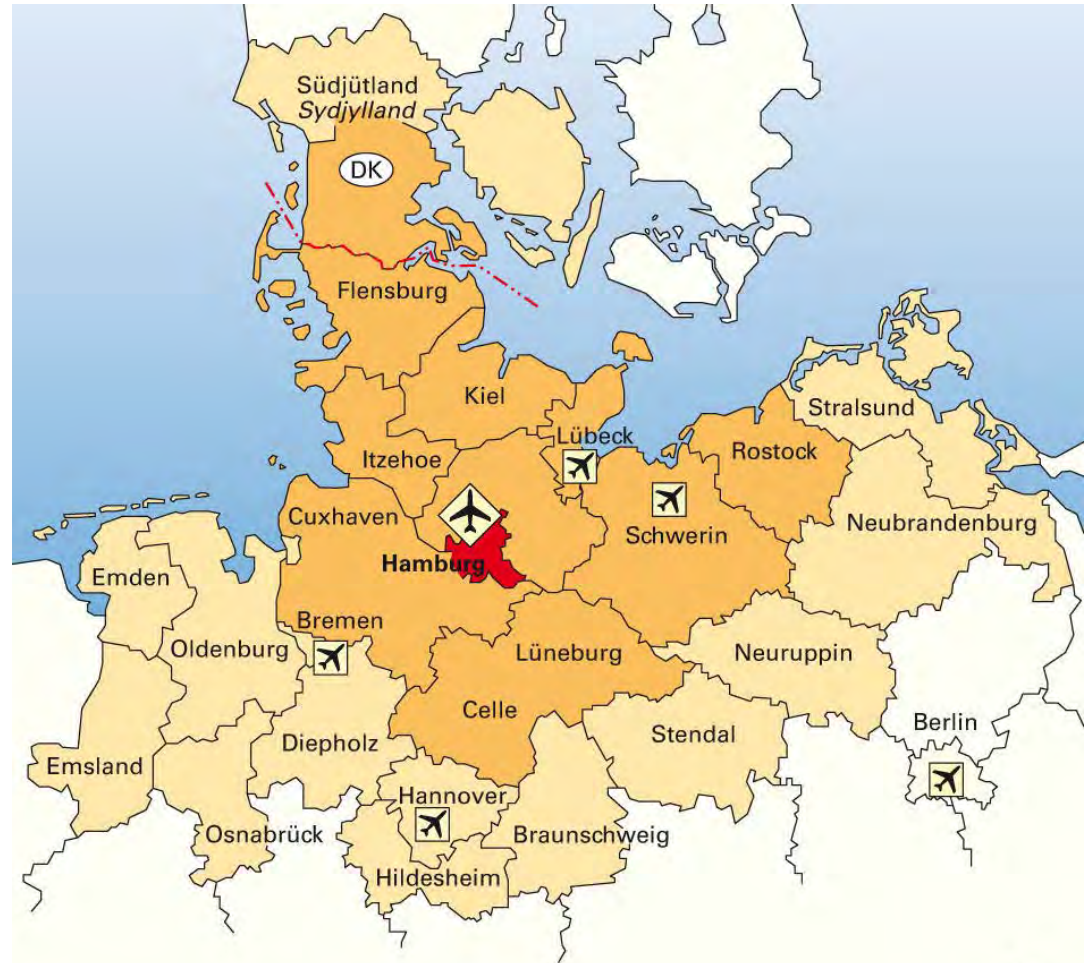 Südjütland
Sydjylland
DK
Flensburg
Kiel
Stralsund
Lübeck
Rostock
Itzehoe
Cuxhaven
Neubrandenburg
Schwerin
Hamburg
Emden
Bremen
Oldenburg
Lüneburg
Neuruppin
Celle
Berlin
Diepholz
Stendal
Emsland
Hannover
Osnabrück
Braunschweig
Hildesheim